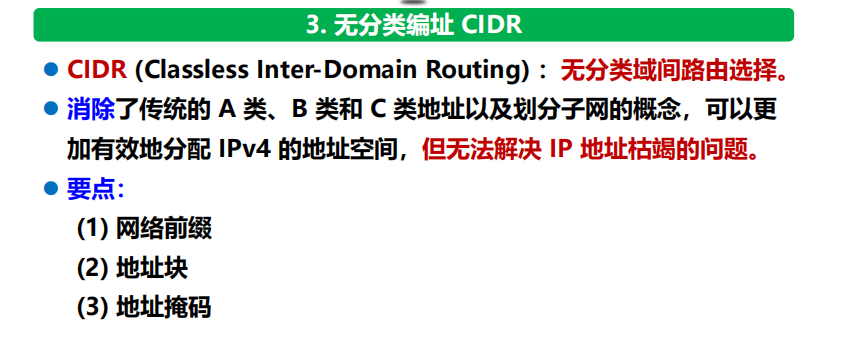 3. 无分类编址 CIDR
CIDR (Classless Inter-Domain Routing) ：无分类域间路由选择。
消除了传统的 A 类、B 类和 C 类地址以及划分子网的概念，可以更
加有效地分配 IPv4 的地址空间，但无法解决 IP 地址枯竭的问题。
要点：
(1) 网络前缀
(2) 地址块
(3) 地址掩码